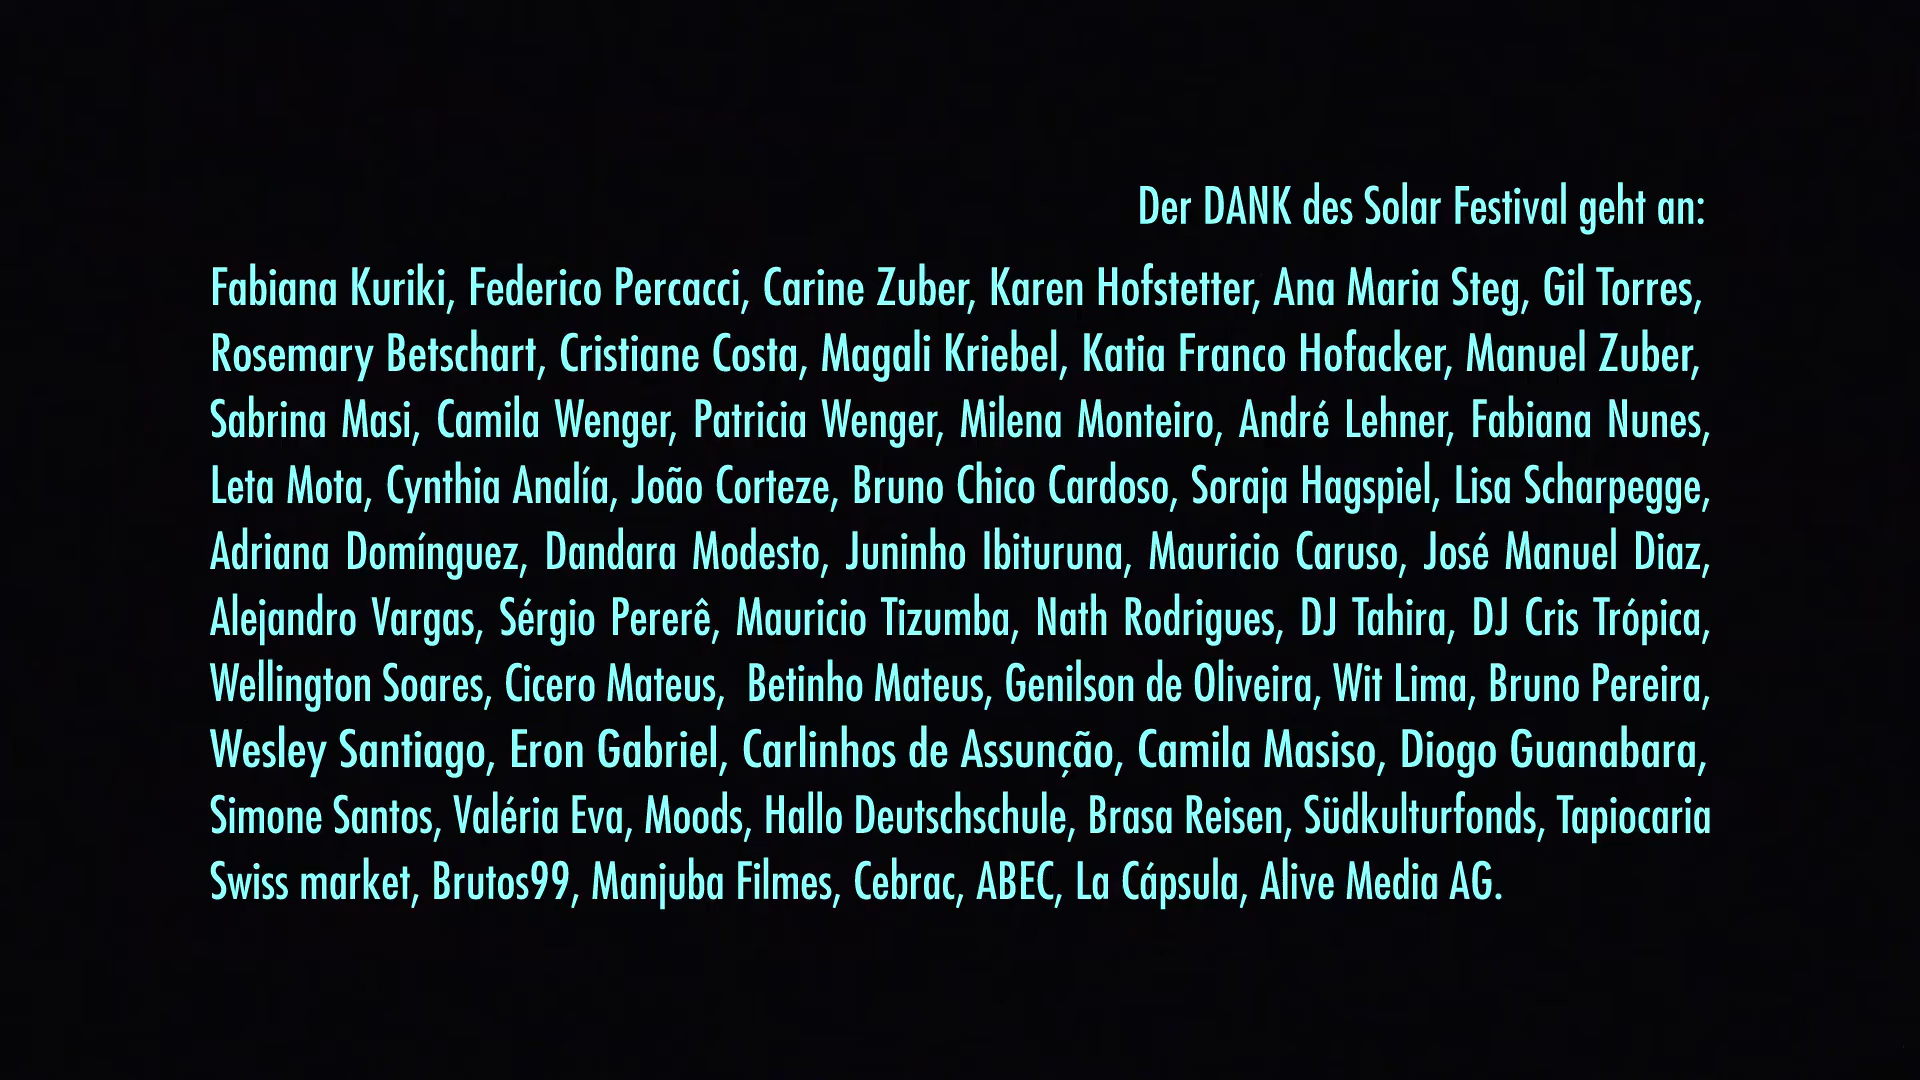 Der DANK des Solar Festival geht an:
Fabiana Kuriki, Federico Percacci, Carine Zuber, Karen Hofstetter, Ana Maria Steg, Gil Torres,
Rosemary Betschart, Cristiane Costa, Magali Kriebel, Katia Franco Hofacker, Manuel Zuber,
Sabrina Masi, Camila Wenger, Patricia Wenger, Milena Monteiro, André Lehner, Fabiana Nunes,
Leta Mota, Cynthia Analía, João Corteze, Bruno Chico Cardoso, Soraja Hagspiel, Lisa Scharpegge,
Adriana Domínguez, Dandara Modesto, Juninho Ibituruna, Mauricio Caruso, José Manuel Diaz,
Alejandro Vargas, Sérgio Pererê, Mauricio Tizumba, Nath Rodrigues, DJ Tahira, DJ Cris Trópica,
Wellington Soares, Cicero Mateus, Betinho Mateus, Genilson de Oliveira, Wit Lima, Bruno Pereira,
Wesley Santiago, Eron Gabriel, Carlinhos de Assunção, Camila Masiso, Diogo Guanabara,
Simone Santos, Valéria Eva, Moods, Hallo Deutschschule, Brasa Reisen, Südkulturfonds, Tapiocaria
Swiss market, Brutos99, Manjuba Filmes, Cebrac, ABEC, La Cápsula, Alive Media AG.